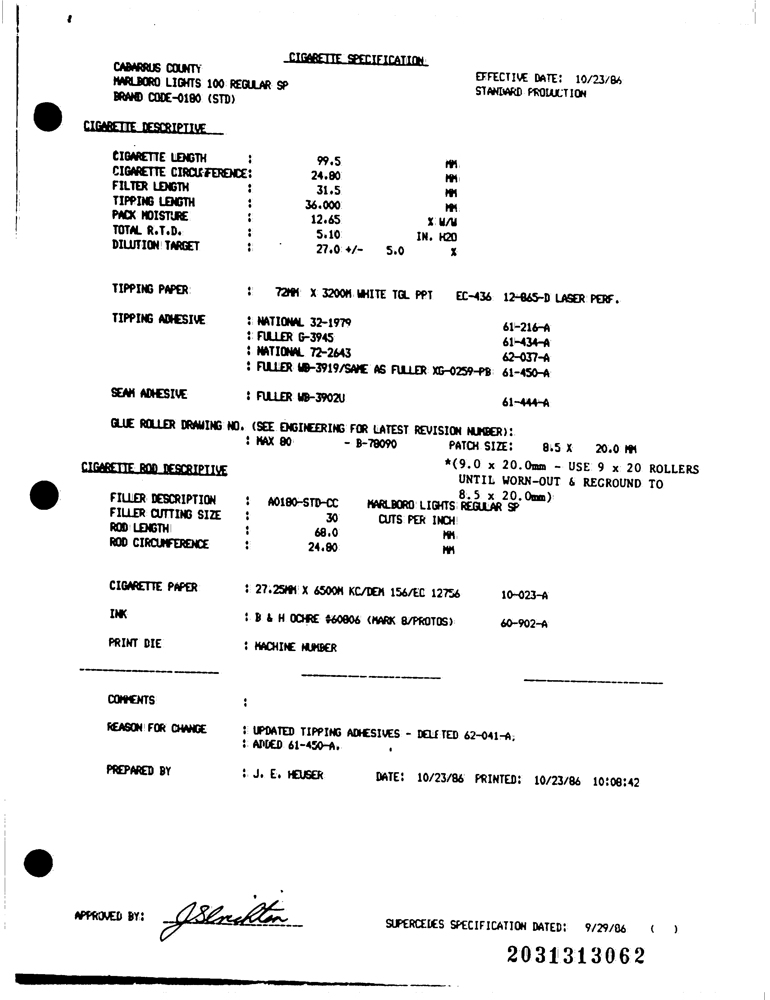 CIGARETTE SPECIFICATION
CABARRUS COUNTY
MARLBORO LIGHTS 100 REGULAR SP
BRAND CODE-0180 (STD)
EFFECTIVE DATE: 10/23/86
STANDARD PRODUCTION
CIGARETTE DESCRIPTIVE
CIGARETTE LENGTH : 99.5 MM
CIGARETTE CIRCUMFERENCE: 24.80 MM
FILTER LENGTH : 31.5 MM
TIPPING LENGTH : 36.000 MM
PACK MOISTURE : 12.65 % W/W
TOTAL R.T.D. : 5.10 IN. H2O
DILUTION TARGET : 27.0 +/- 5.0 %
TIPPING PAPER : 72MM X 3200M WHITE TGL PPT EC-436 12-865-D LASER PERF.
TIPPING ADHESIVE : NATIONAL 32-1979 61-216-A
: FULLER G-3945 61-434-A
: NATIONAL 72-2643 62-037-A
: FULLER WB-3919/SAME AS FULLER XG-0259-PB 61-450-A
SEAM ADHESIVE : FULLER WB-3902U 61-444-A
GLUE ROLLER DRAWING NO. (SEE ENGINEERING FOR LATEST REVISION NUMBER):
: MAX 80 - B-78090 PATCH SIZE: 8.5 X 20.0 MM
*(9.0 x 20.0mm - USE 9 x 20 ROLLERS
UNTIL WORN-OUT & REGROUND TO
8.5 x 20.0mm)
CIGARETTE ROD DESCRIPTIVE
FILLER DESCRIPTION : A0180-STD-CC MARLBORO LIGHTS REGULAR SP
FILLER CUTTING SIZE : 30 CUTS PER INCH
ROD LENGTH : 68.0 MM
ROD CIRCUMFERENCE : 24.80 MM
CIGARETTE PAPER : 27.25MM X 6500M KC/DEM 156/EC 12756 10-023-A
INK : B & H OCHRE #60806 (MARK 8/PROTOS) 60-902-A
PRINT DIE : MACHINE NUMBER
COMMENTS :
REASON FOR CHANGE : UPDATED TIPPING ADHESIVES - DELETED 62-041-A,
: ADDED 61-450-A.
PREPARED BY : J. E. HEUSER DATE: 10/23/86 PRINTED: 10/23/86 10:08:42
APPROVED BY:
SUPERCEDES SPECIFICATION DATED: 9/29/86 ( )
2031313062